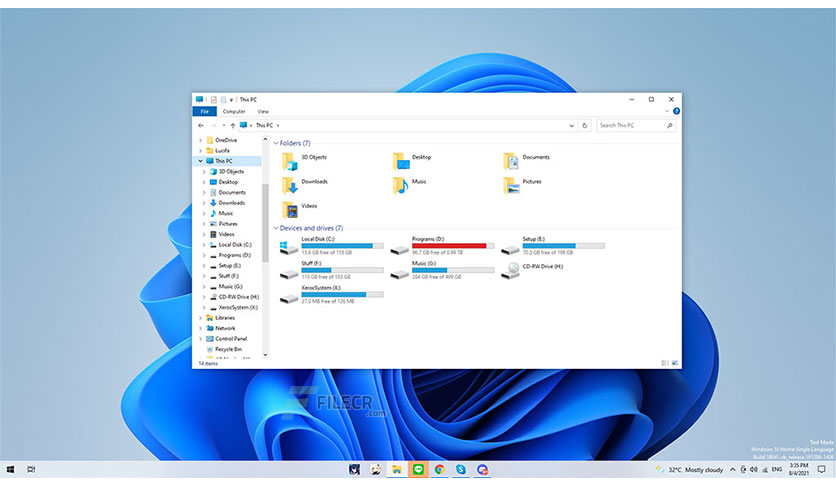 This PC
File
Computer
View
This PC
Search This PC
OneDrive
Lucifa
This PC
3D Objects
Desktop
Documents
Downloads
Music
Pictures
Videos
Local Disk (C:)
Programs (D:)
Setup (E:)
Stuff (F:)
Music (G:)
CD-RW Drive (H:)
XerocSystem (X:)
Libraries
Network
Control Panel
Recycle Bin
14 items
Folders (7)
3D Objects
Desktop
Documents
Downloads
Music
Pictures
Videos
Devices and drives (7)
Local Disk (C:)
15.6 GB free of 118 GB
Programs (D:)
96.7 GB free of 0.99 TB
Setup (E:)
70.5 GB free of 199 GB
Stuff (F:)
115 GB free of 183 GB
Music (G:)
284 GB free of 499 GB
CD-RW Drive (H:)
XerocSystem (X:)
27.0 MB free of 126 MB
FILECR
.com
Test Mode
Windows 10 Home Single Language
Build 19041.vb_release.191206-1406
32°C Mostly cloudy
ENG
3:35 PM
8/4/2021